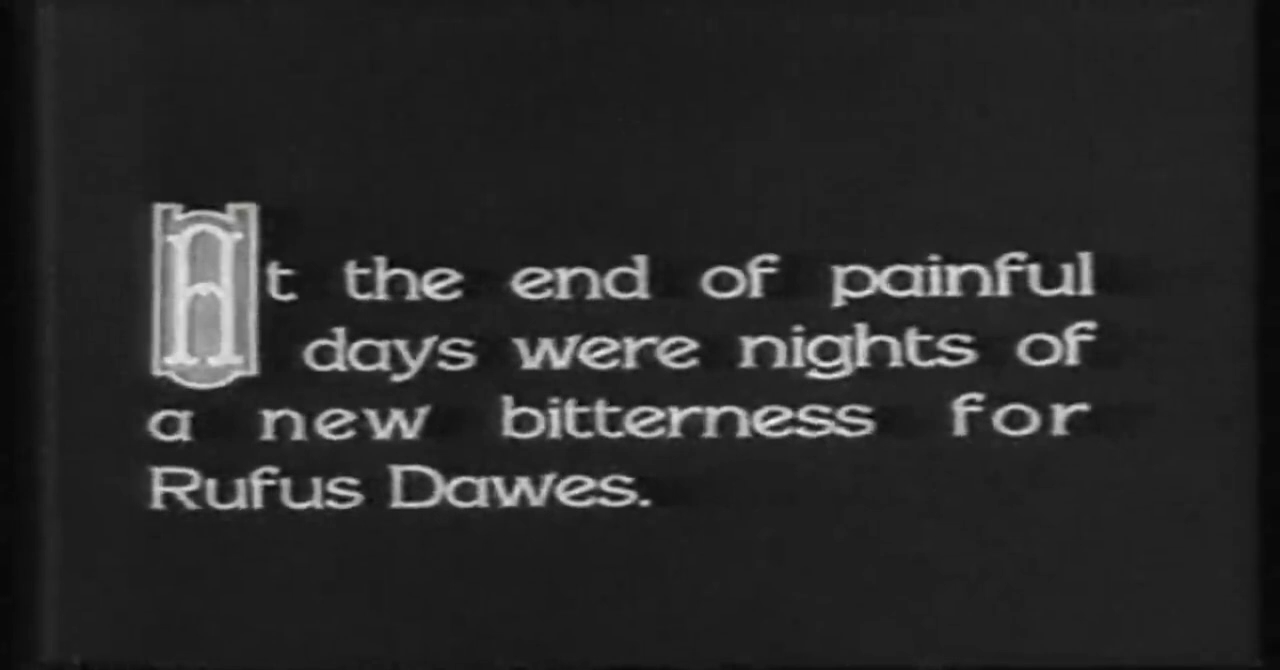 At the end of painful
days were nights of
a new bitterness for
Rufus Dawes.